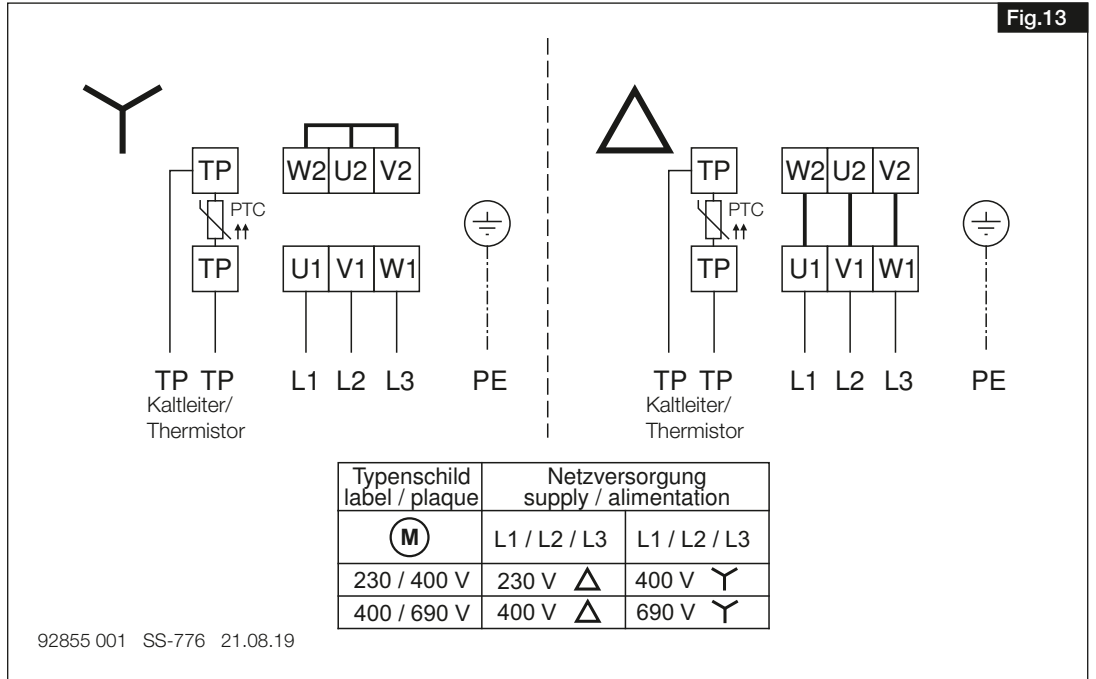 Fig.13
TP
W2 U2 V2
PTC
TP
U1 V1 W1
TP TP L1 L2 L3 PE
Kaltleiter/
Thermistor
TP
W2 U2 V2
PTC
TP
U1 V1 W1
TP TP L1 L2 L3 PE
Kaltleiter/
Thermistor
Typenschild
label / plaque
Netzversorgung
supply / alimentation
M L1 / L2 / L3 L1 / L2 / L3
230 / 400 V 230 V 400 V
400 / 690 V 400 V 690 V
92855 001 SS-776 21.08.19